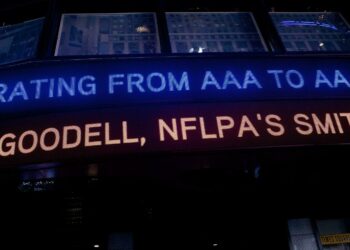 RATING FROM AAA TO AA
GOODELL, NFLPA'S SMIT